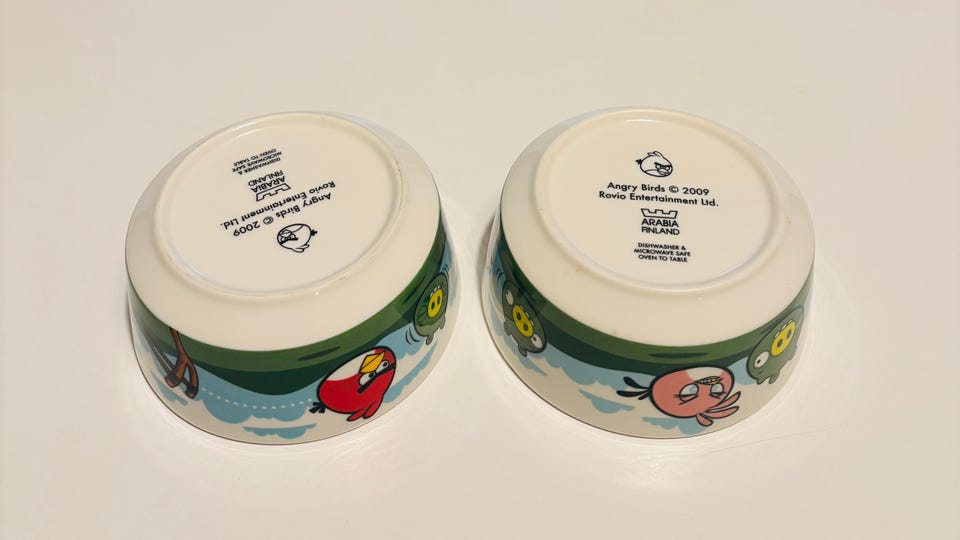 DISHWASHER &
MICROWAVE SAFE
OVEN TO TABLE
ARABIA
FINLAND
Angry Birds © 2009
Rovio Entertainment Ltd.
Angry Birds © 2009
Rovio Entertainment Ltd.
ARABIA
FINLAND
DISHWASHER &
MICROWAVE SAFE
OVEN TO TABLE